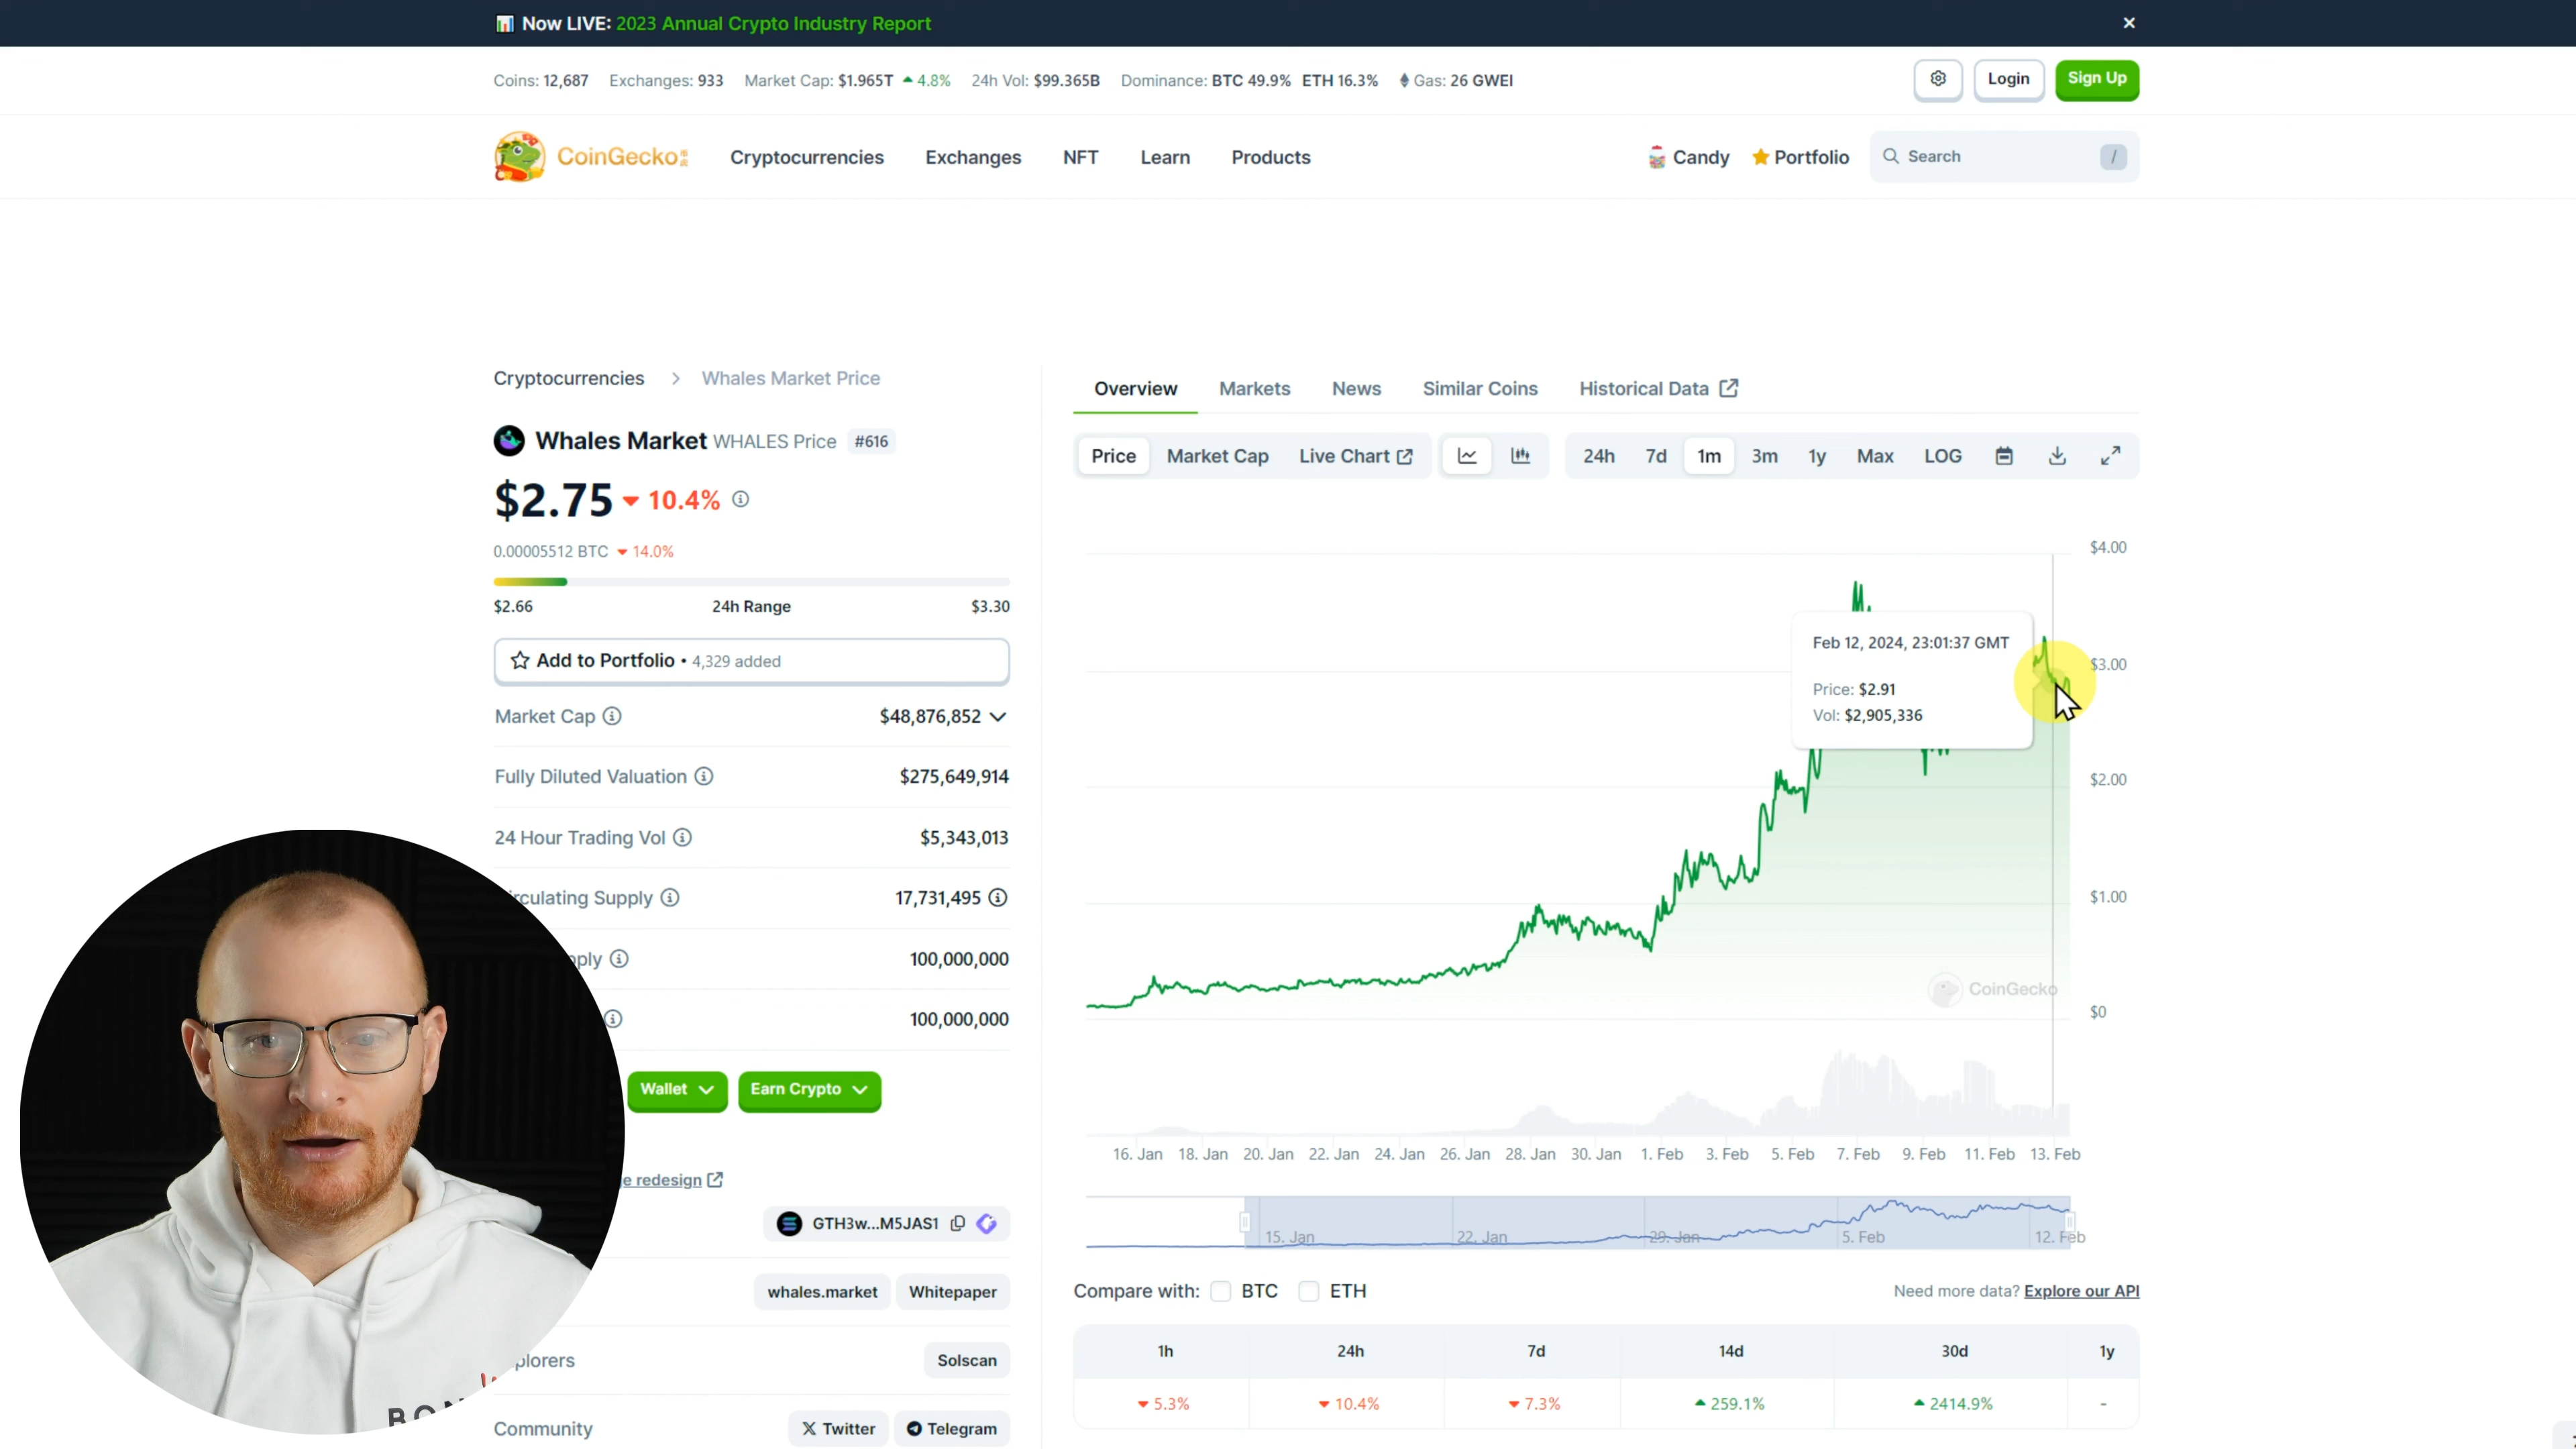 Now LIVE: 2023 Annual Crypto Industry Report
Coins: 12,687 Exchanges: 933 Market Cap: $1.965T 4.8% 24h Vol: $99.365B Dominance: BTC 49.9% ETH 16.3% Gas: 26 GWEI
Login Sign Up
CoinGecko Cryptocurrencies Exchanges NFT Learn Products Candy Portfolio Search /
Cryptocurrencies > Whales Market Price
Overview Markets News Similar Coins Historical Data
Whales Market WHALES Price #616
Price Market Cap Live Chart 24h 7d 1m 3m 1y Max LOG
$2.75 10.4%
0.00005512 BTC 14.0%
$2.66 24h Range $3.30
Add to Portfolio • 4,329 added
Market Cap $48,876,852
Fully Diluted Valuation $275,649,914
24 Hour Trading Vol $5,343,013
rculating Supply 17,731,495
pply 100,000,000
100,000,000
Wallet Earn Crypto
e redesign
GTH3w...M5JAS1
whales.market Whitepaper
plorers Solscan
Community Twitter Telegram
$4.00
$3.00
$2.00
$1.00
$0
Feb 12, 2024, 23:01:37 GMT
Price: $2.91
Vol: $2,905,336
CoinGecko
16. Jan 18. Jan 20. Jan 22. Jan 24. Jan 26. Jan 28. Jan 30. Jan 1. Feb 3. Feb 5. Feb 7. Feb 9. Feb 11. Feb 13. Feb
15. Jan 22. Jan 29. Jan 5. Feb 12. Feb
Compare with: BTC ETH Need more data? Explore our API
1h 24h 7d 14d 30d 1y
5.3% 10.4% 7.3% 259.1% 2414.9% -